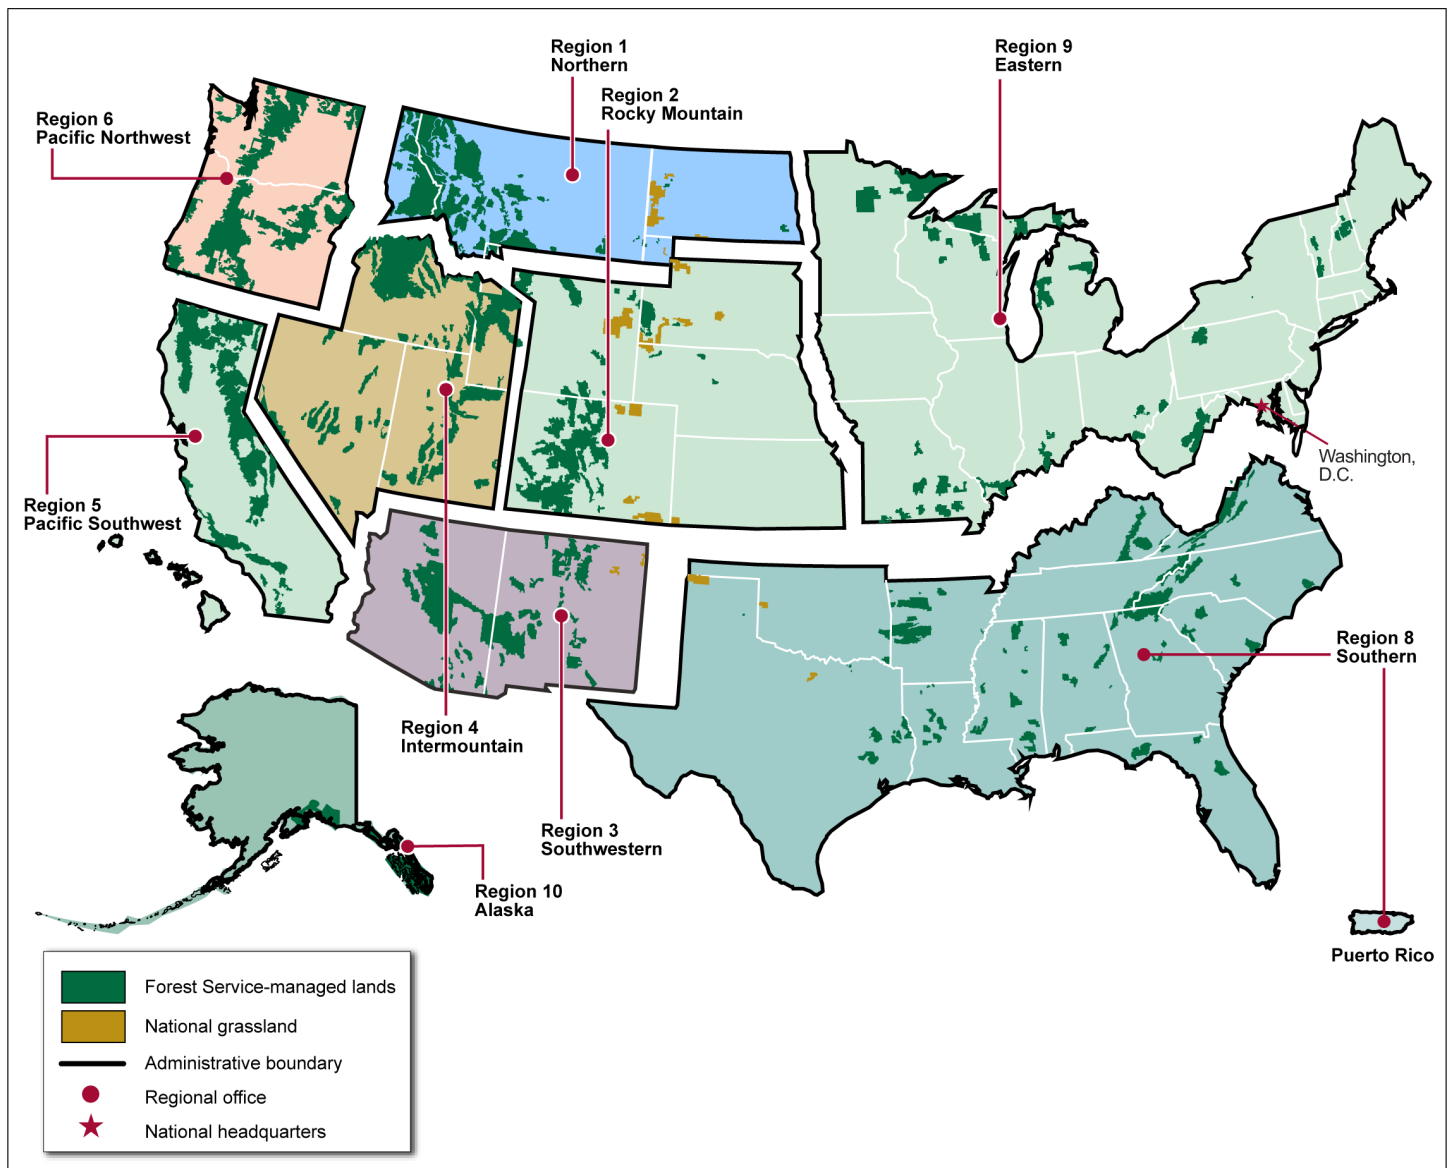 Region 1
Northern
Region 9
Eastern
Region 2
Rocky Mountain
Region 6
Pacific Northwest
Washington,
D.C.
Region 5
Pacific Southwest
Region 8
Southern
Region 4
Intermountain
Region 3
Southwestern
Region 10
Alaska
Puerto Rico
Forest Service-managed lands
National grassland
Administrative boundary
Regional office
National headquarters